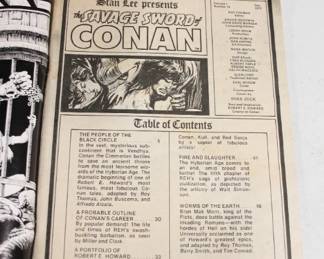 Stan Lee presents
The SAVAGE SWORD of
CONAN
Table of Contents
THE PEOPLE OF THE
BLACK CIRCLE 6
In the vast, mysterious sub-
continent that is Vendhya,
Conan the Cimmerian battles
to save an ancient throne
from the most fearsome wiz-
ards of the Hyborian Age. The
dramatic beginning of one of
Robert E. Howard's most
famous, most fabulous Co-
nan tales, adapted by Roy
Thomas, John Buscema, and
Alfredo Alcala.
A PROBABLE OUTLINE
OF CONAN'S CAREER 30
By popular demand! The life
and times of REH's swash-
buckling barbarian, as seen
by Miller and Clark.
A PORTFOLIO OF
ROBERT E. HOWARD 33
Conan, Kull, and Red Sonja
by a caster of fabulous
artists!
FIRE AND SLAUGHTER 41
The Hyborian Age comes to
an end—amid blood and
battle! The fifth chapter of
REH's saga of prehistoric
civilization, as depicted by
the artistry of Walt Simon-
son.
WORMS OF THE EARTH 46
Bran Mak Morn, king of the
Picts, does battle against the
invading Romans—with the
hordes of Hell on his side!
Universally acclaimed as one
of Howard's greatest epics,
and adapted by Roy Thomas,
Barry Smith, and Tim Conrad.